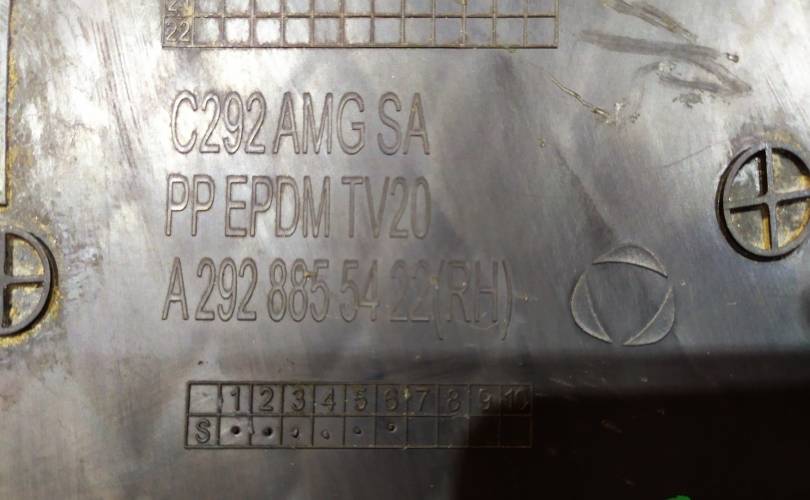 22
C292 AMG SA
PP EPDM TV20
A 292 885 54 22(RH)
1 2 3 4 5 6 7 8 9 10
S